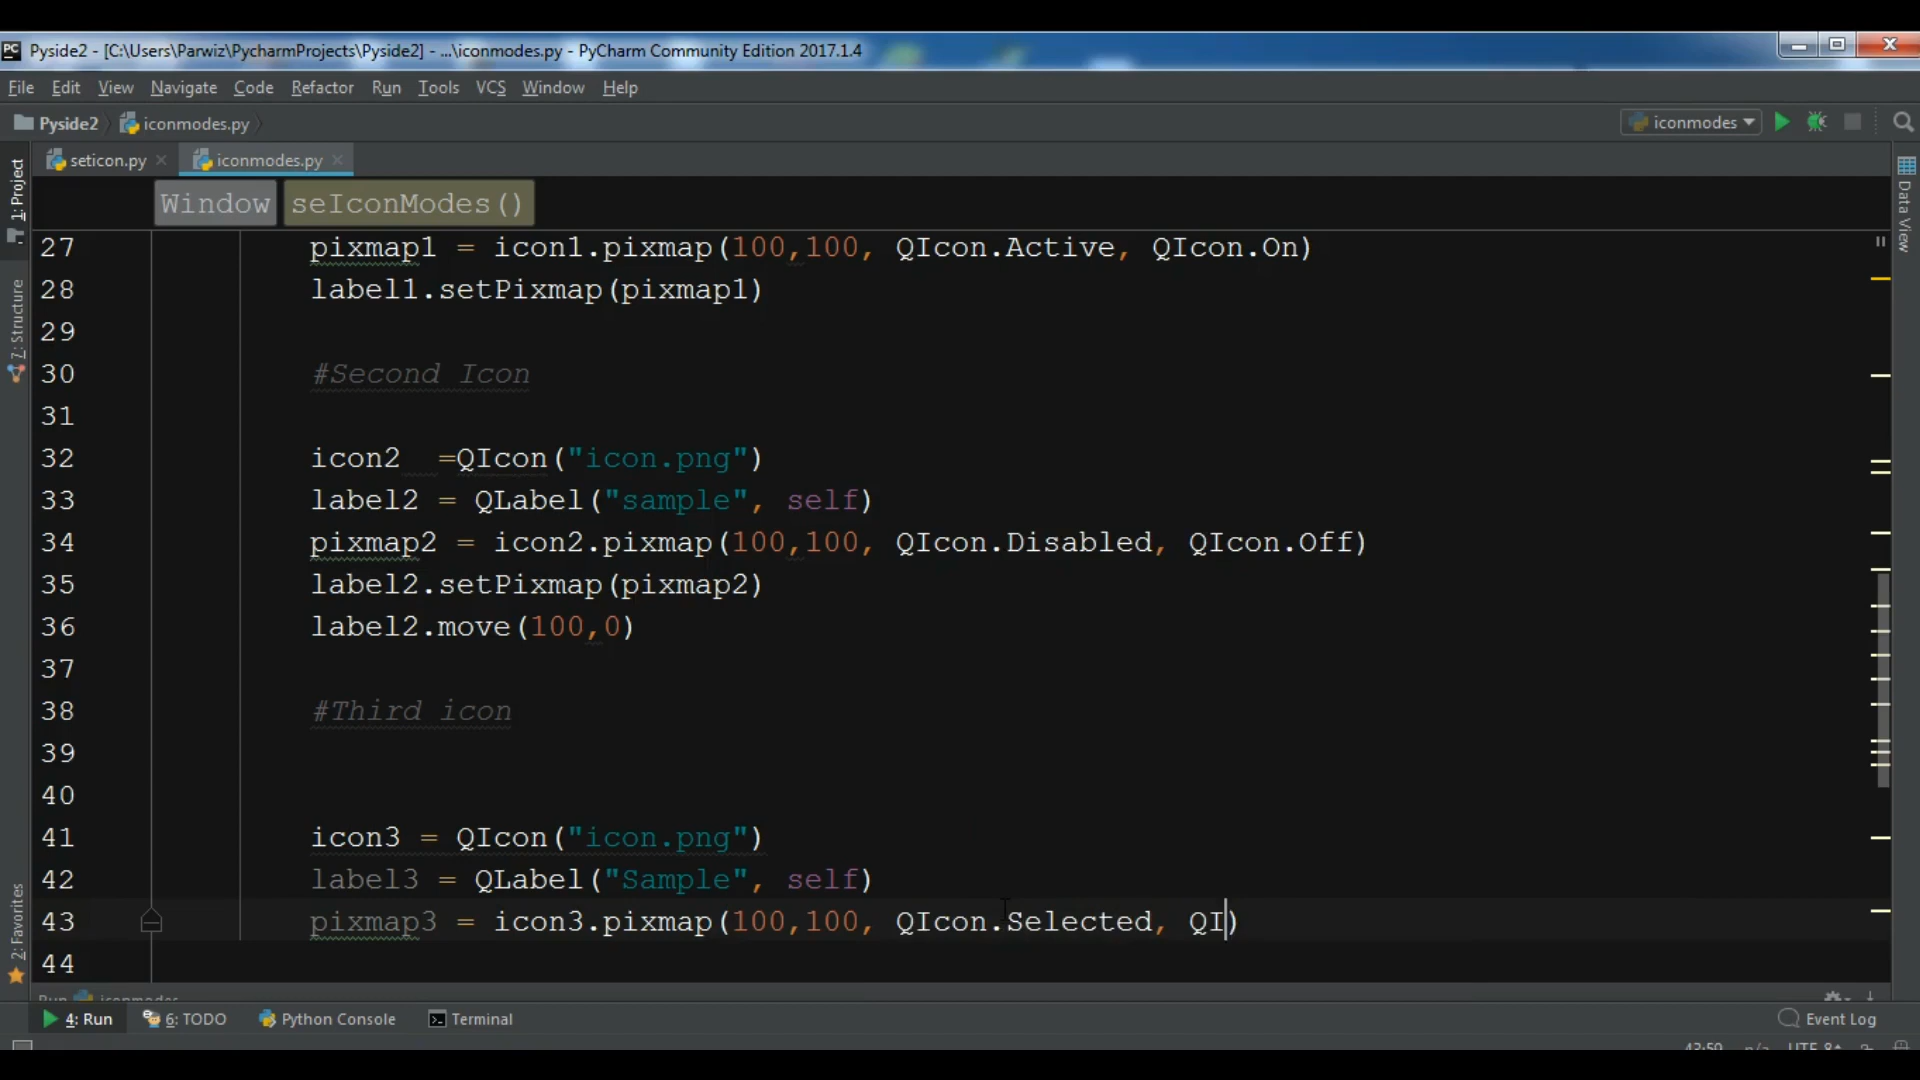 Pyside2 - [C:\Users\Parwiz\PycharmProjects\Pyside2] - ...\iconmodes.py - PyCharm Community Edition 2017.1.4
File Edit View Navigate Code Refactor Run Tools VCS Window Help
Pyside2 iconmodes.py iconmodes
seticon.py iconmodes.py
1: Project
7: Structure
2: Favorites
Data View
Window seIconModes()
27 pixmap1 = icon1.pixmap(100,100, QIcon.Active, QIcon.On)
28 label1.setPixmap(pixmap1)
29
30 #Second Icon
31
32 icon2  =QIcon("icon.png")
33 label2 = QLabel("sample", self)
34 pixmap2 = icon2.pixmap(100,100, QIcon.Disabled, QIcon.Off)
35 label2.setPixmap(pixmap2)
36 label2.move(100,0)
37
38 #Third icon
39
40
41 icon3 = QIcon("icon.png")
42 label3 = QLabel("Sample", self)
43 pixmap3 = icon3.pixmap(100,100, QIcon.Selected, QI)
44
Run iconmodes
4: Run 6: TODO Python Console Terminal Event Log
43:59 n/a UTF-8